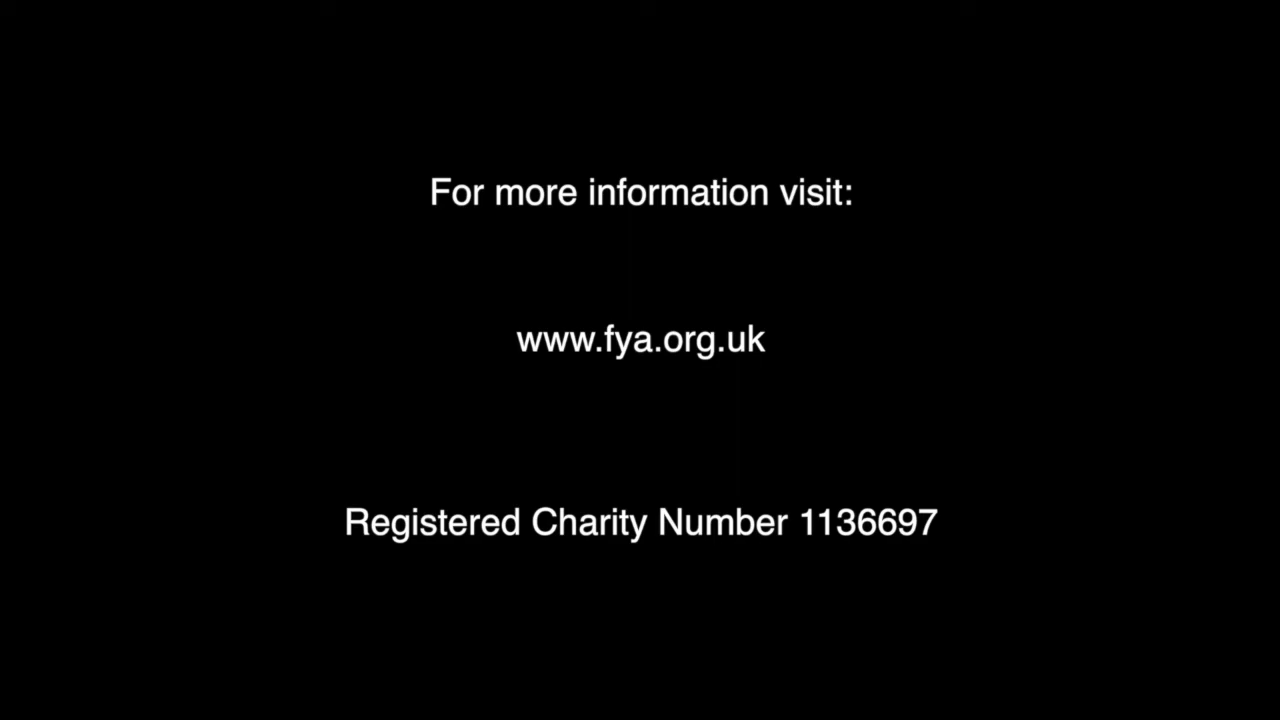 For more information visit:
www.fya.org.uk
Registered Charity Number 1136697